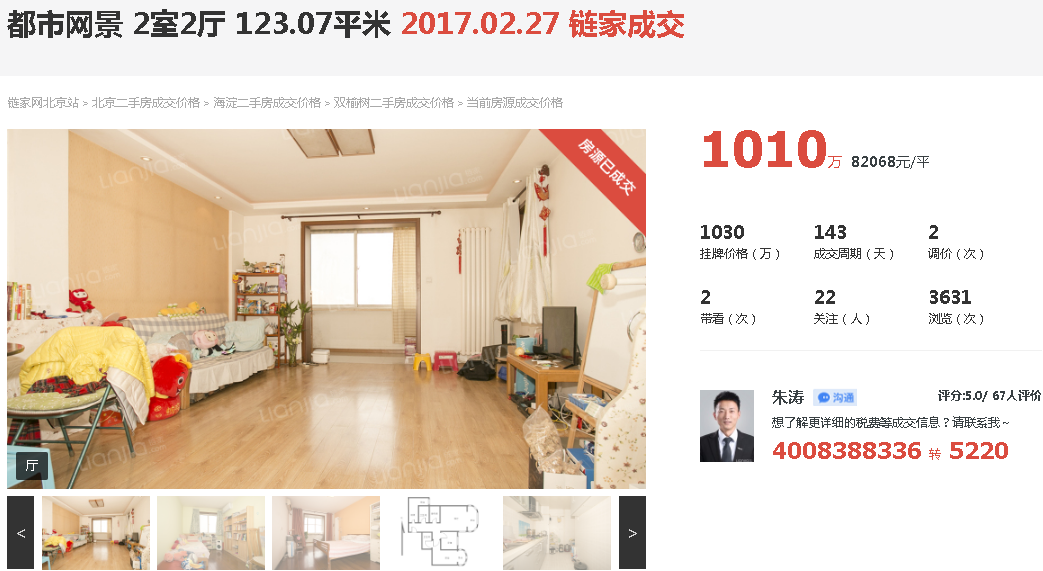 都市网景 2室2厅 123.07平米 2017.02.27 链家成交
链家网北京站 > 北京二手房成交价格 > 海淀二手房成交价格 > 双榆树二手房成交价格 > 当前房源成交价格
房源已成交
lianjia
lianjia
lianjia
lianjia
lianjia
厅
<
>
1010万 82068元/平
1030 143 2
挂牌价格（万） 成交周期（天） 调价（次）
2 22 3631
带看（次） 关注（人） 浏览（次）
朱涛 沟通 评分:5.0/ 67人评价
想了解更详细的税费等成交信息？请联系我~
4008388336 转 5220